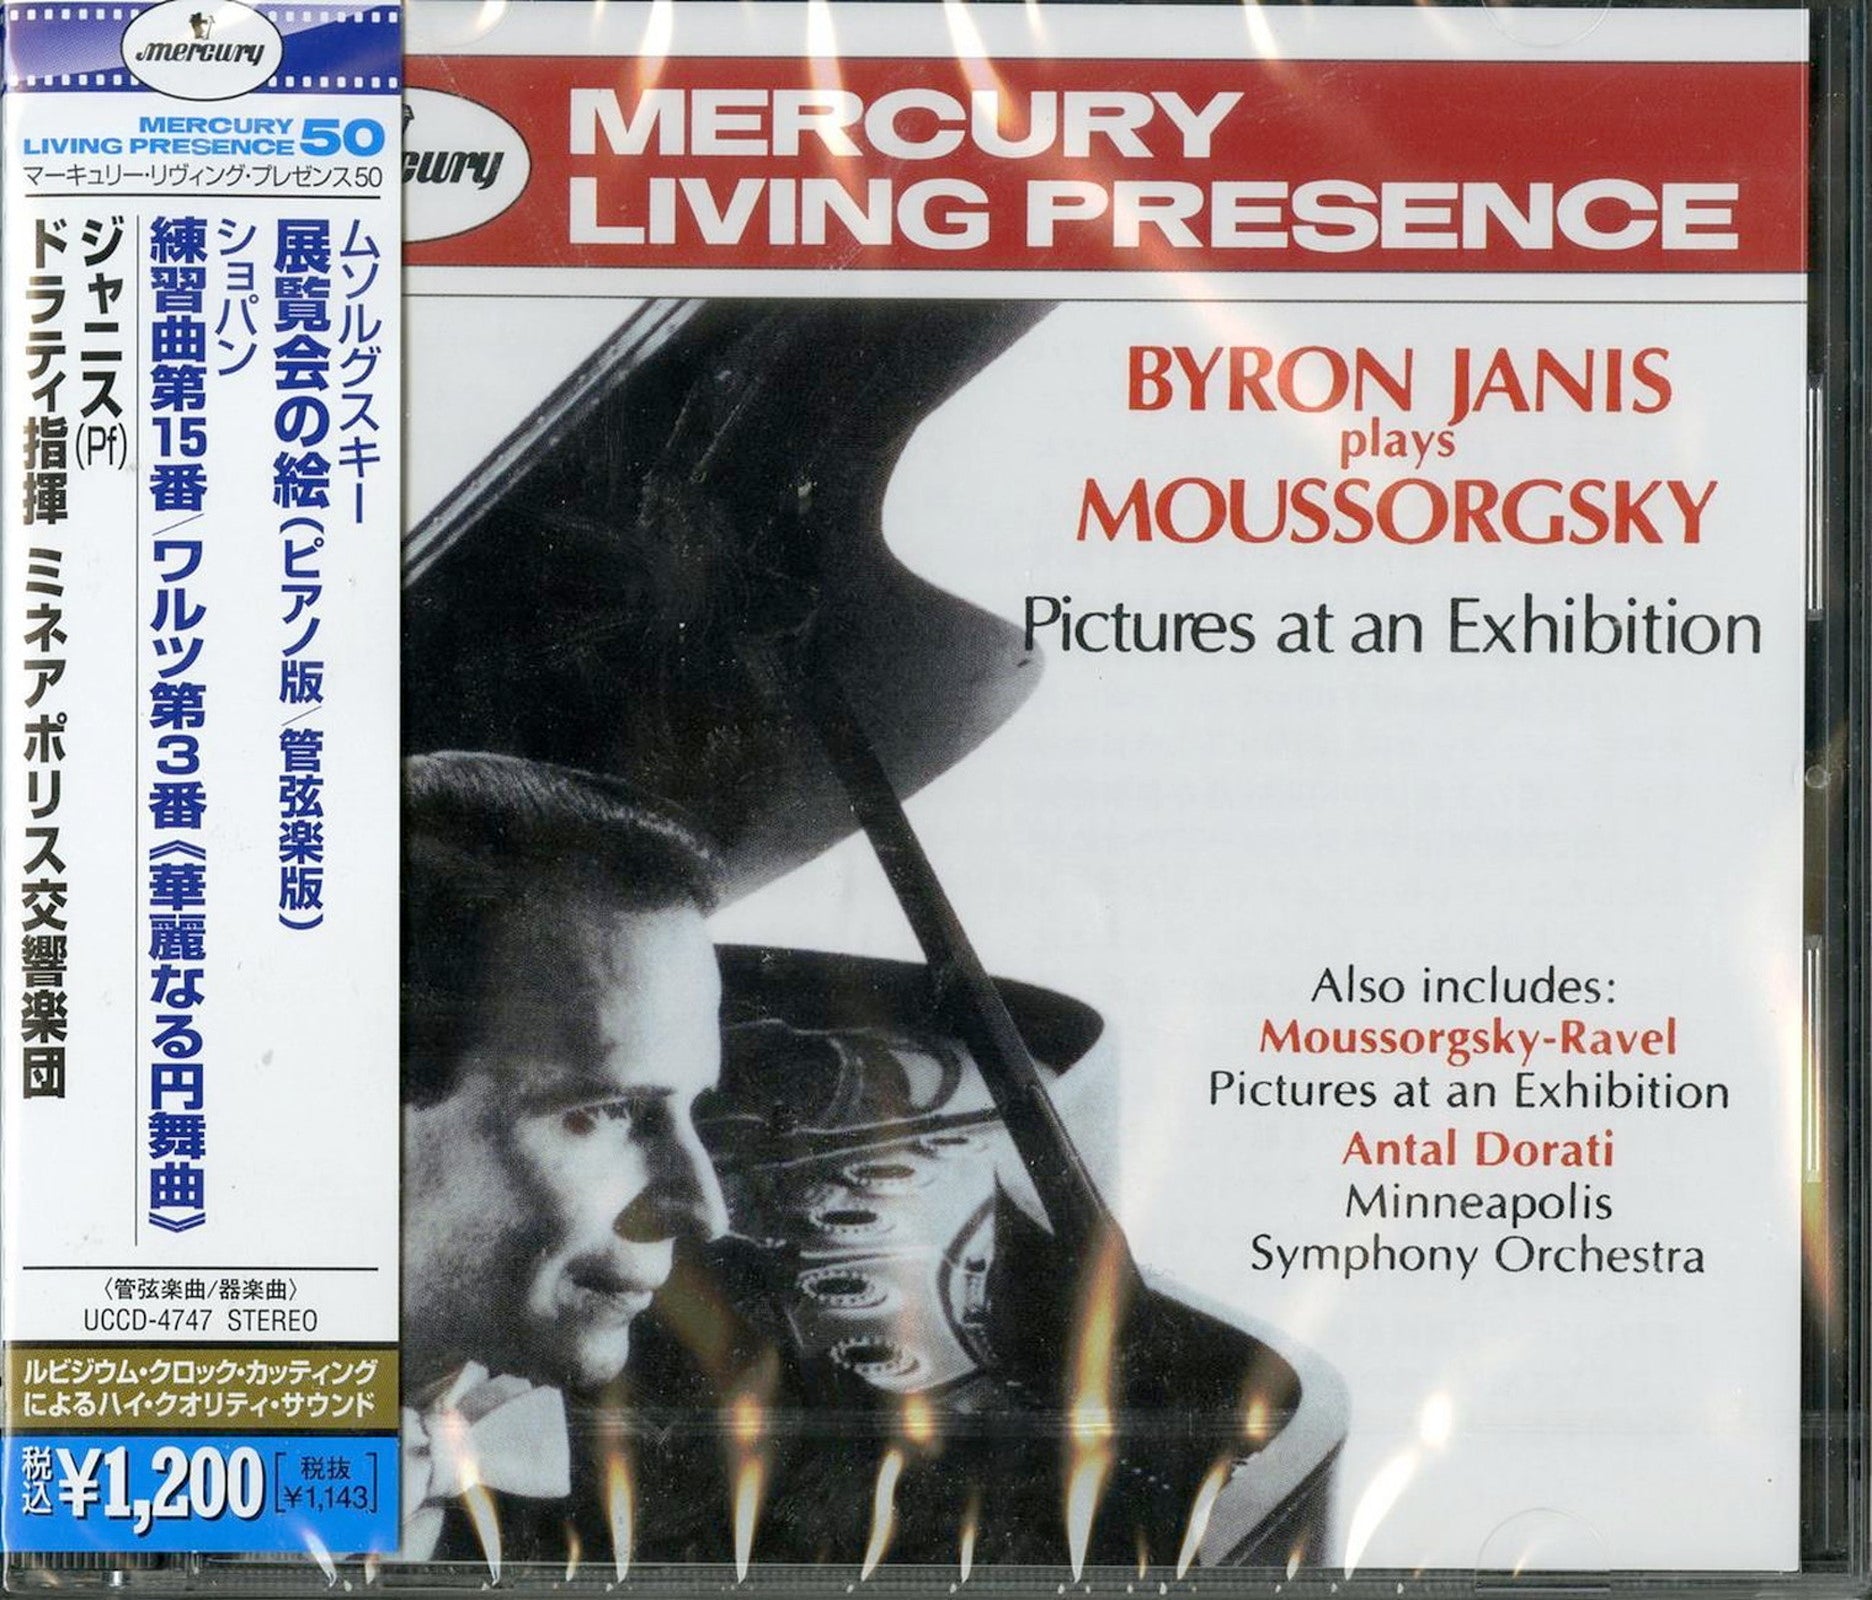 mercury
MERCURY
LIVING PRESENCE 50
マーキュリー・リヴィング・プレゼンス50
ムソルグスキー
展覧会の絵(ピアノ版/管弦楽版)
ショパン
練習曲第15番/ワルツ第3番《華麗なる円舞曲》
ジャニス(Pf)
ドラティ指揮 ミネアポリス交響楽団
〈管弦楽曲/器楽曲〉
UCCD-4747 STEREO
ルビジウム・クロック・カッティング
によるハイ・クオリティ・サウンド
税込 ¥1,200 [税抜 ¥1,143]
cury
MERCURY
LIVING PRESENCE
BYRON JANIS
plays
MOUSSORGSKY
Pictures at an Exhibition
Also includes:
Moussorgsky-Ravel
Pictures at an Exhibition
Antal Dorati
Minneapolis
Symphony Orchestra